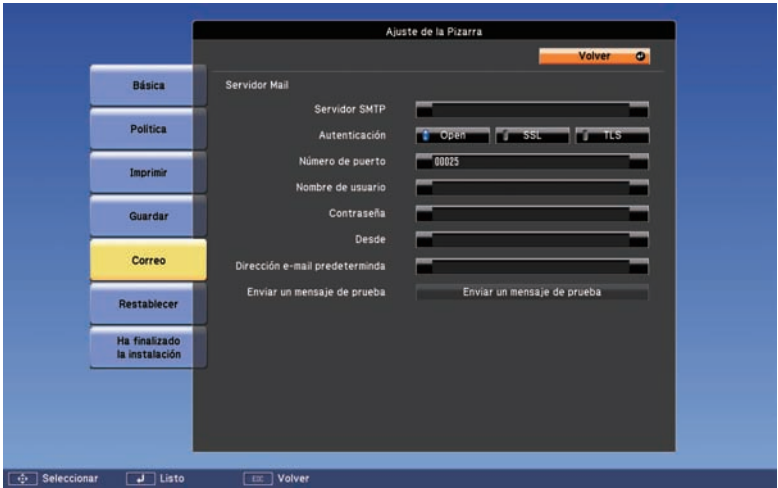 Ajuste de la Pizarra
Volver
Básica
Política
Imprimir
Guardar
Correo
Restablecer
Ha finalizado
la instalación
Servidor Mail
Servidor SMTP
Autenticación Open SSL TLS
Número de puerto 00025
Nombre de usuario
Contraseña
Desde
Dirección e-mail predeterminda
Enviar un mensaje de prueba Enviar un mensaje de prueba
Seleccionar Listo ESC Volver